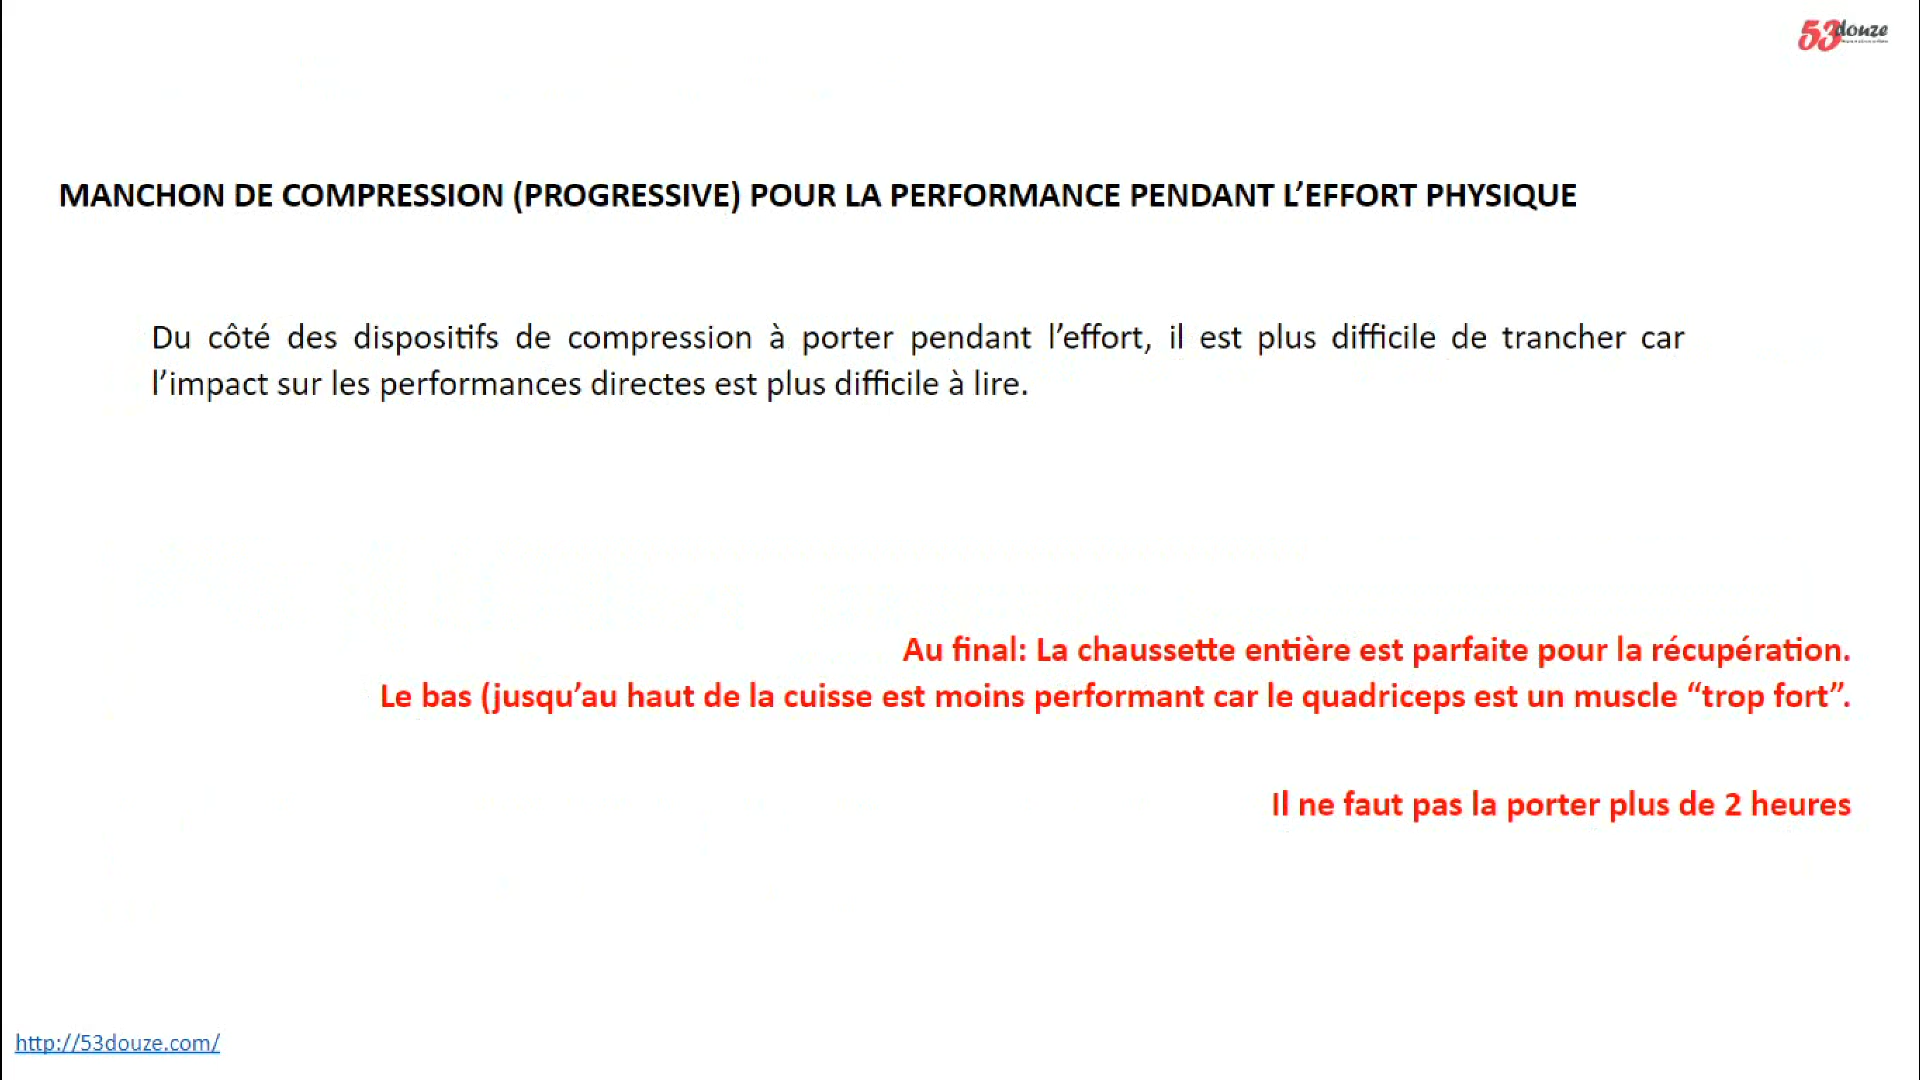 53douze
MANCHON DE COMPRESSION (PROGRESSIVE) POUR LA PERFORMANCE PENDANT L’EFFORT PHYSIQUE
Du côté des dispositifs de compression à porter pendant l’effort, il est plus difficile de trancher car
l’impact sur les performances directes est plus difficile à lire.
Au final: La chaussette entière est parfaite pour la récupération.
Le bas (jusqu’au haut de la cuisse est moins performant car le quadriceps est un muscle “trop fort”.
Il ne faut pas la porter plus de 2 heures
http://53douze.com/